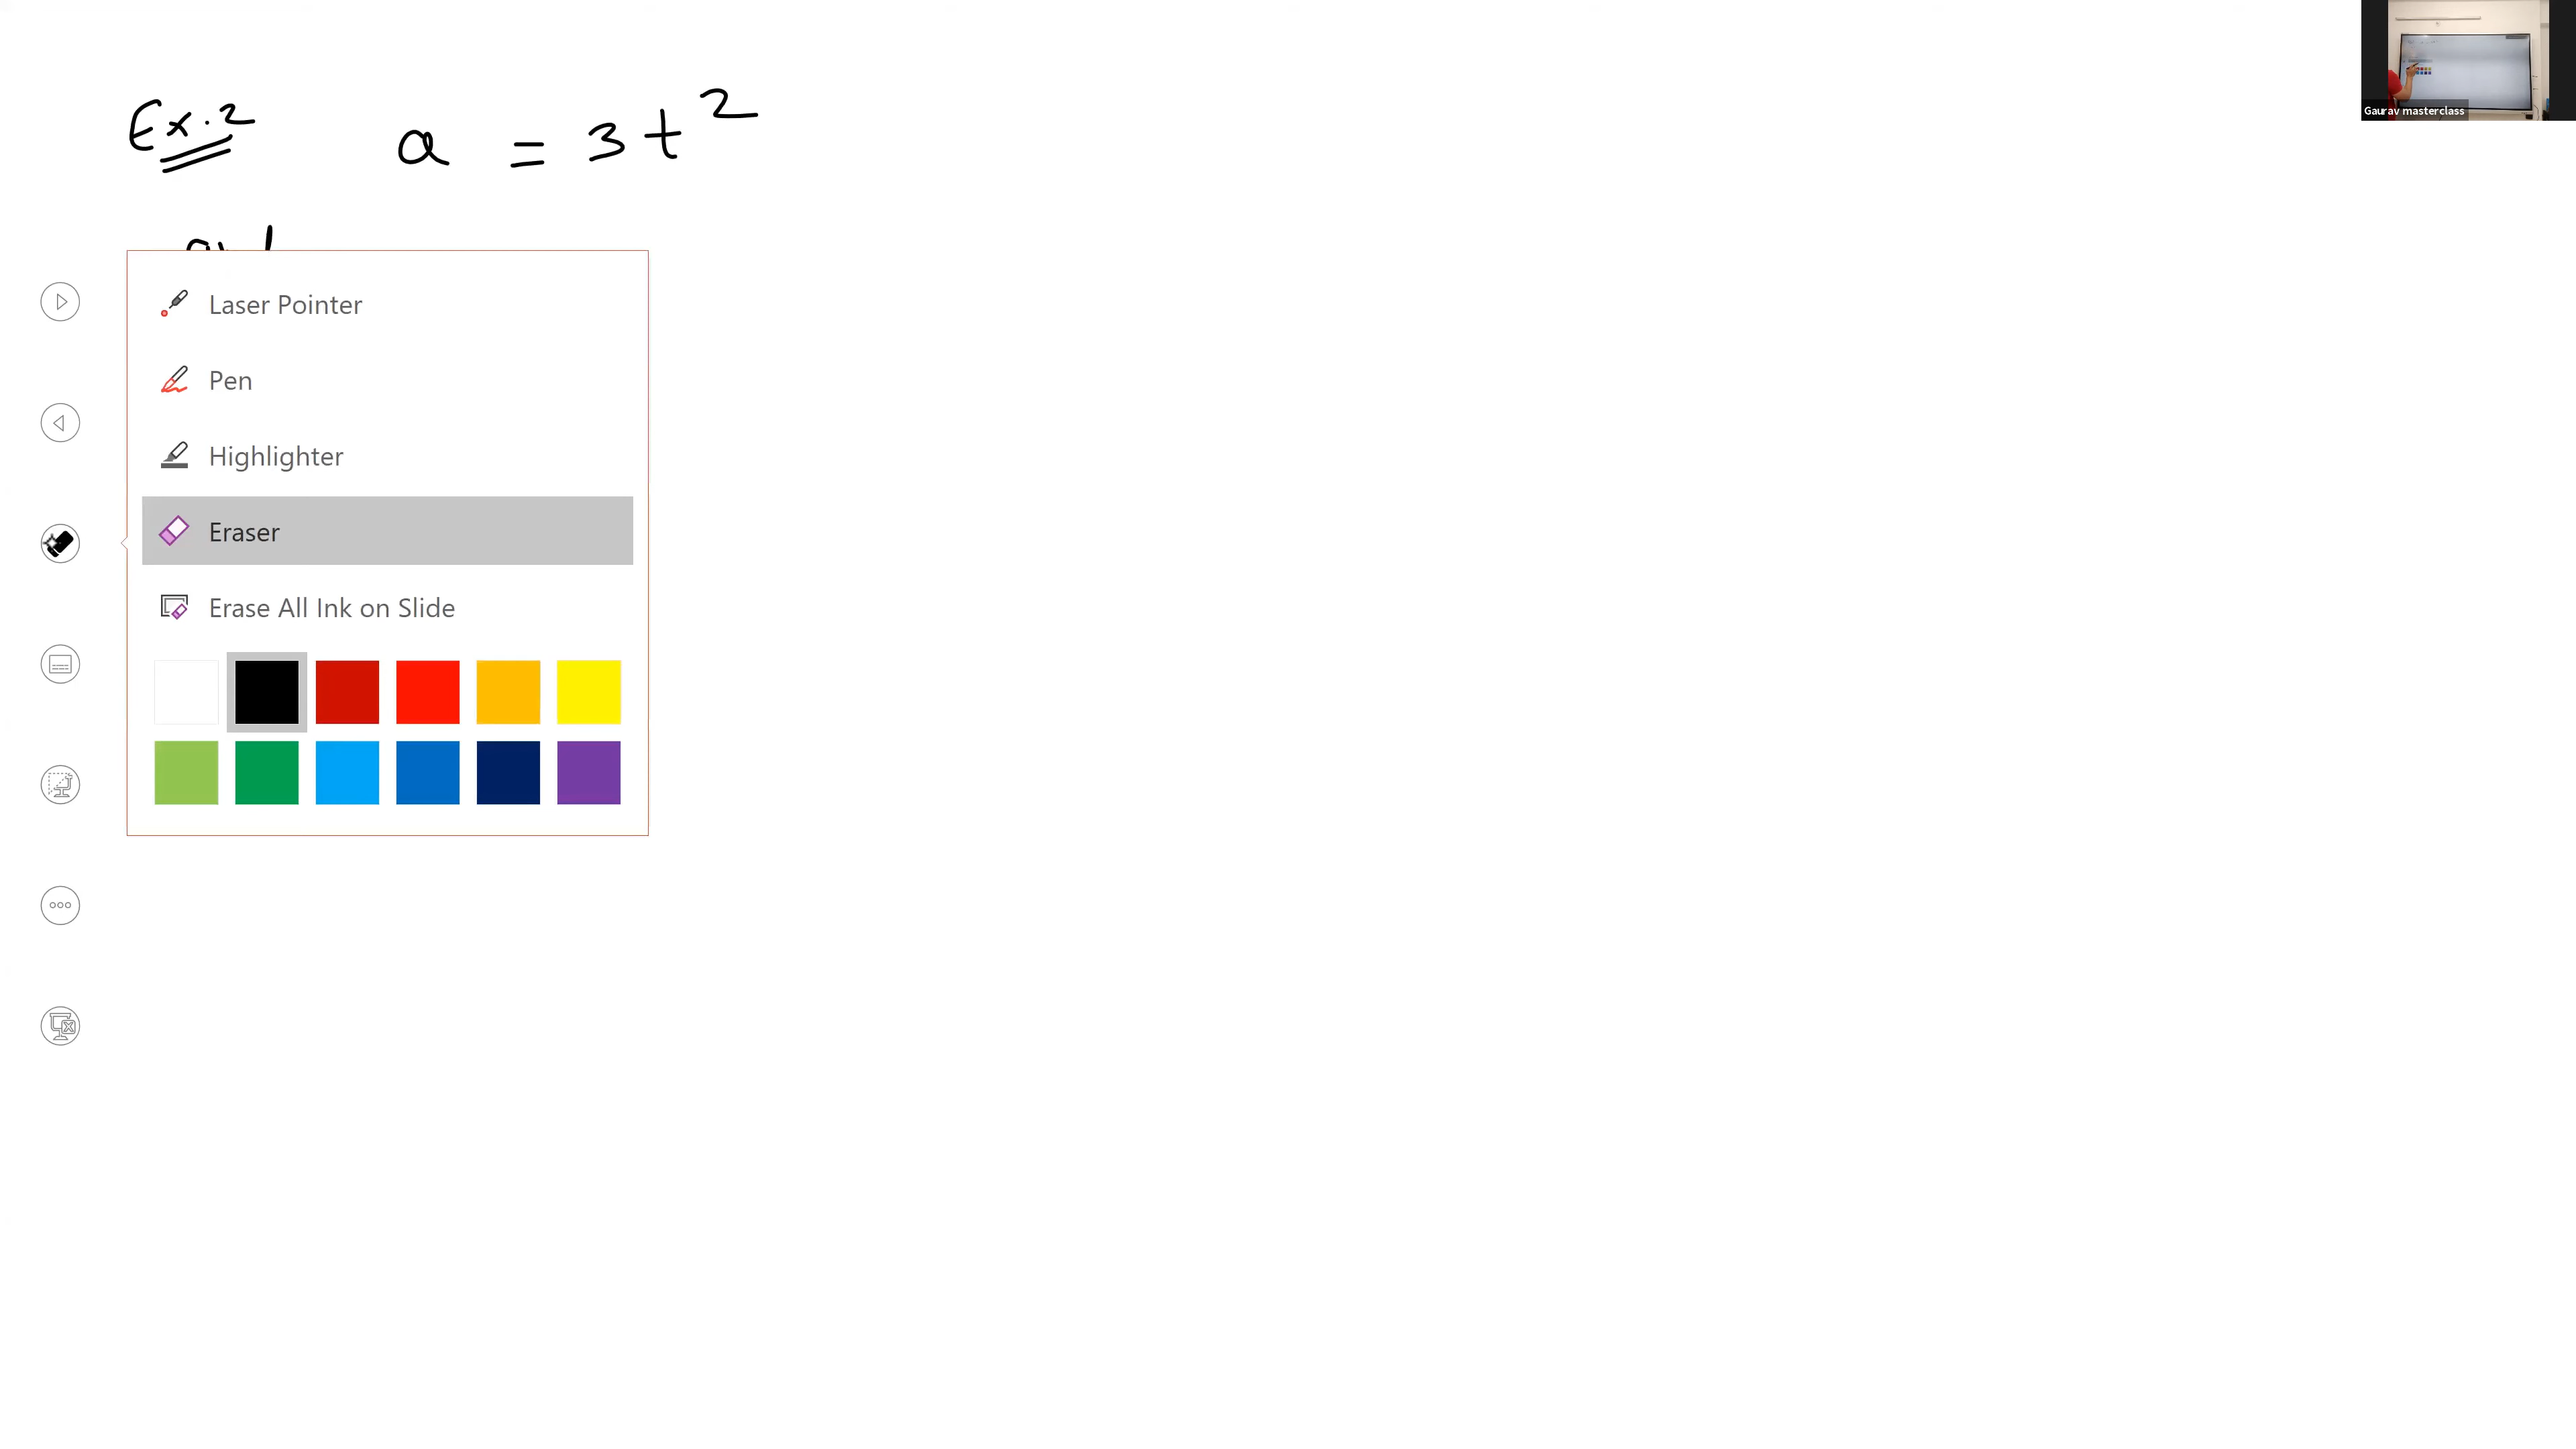 Ex.2 a = 3t²
Gaurav masterclass
Laser Pointer
Pen
Highlighter
Eraser
Erase All Ink on Slide